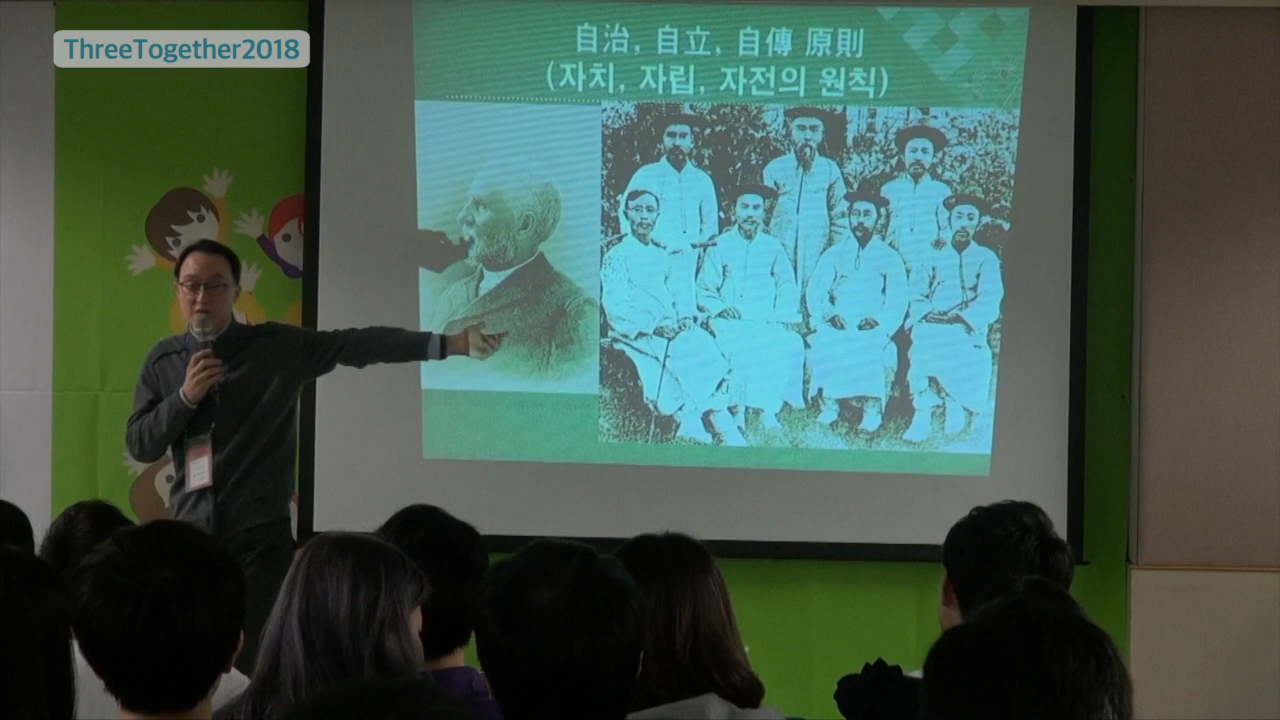 ThreeTogether2018
自治, 自立, 自傳 原則
(자치, 자립, 자전의 원칙)